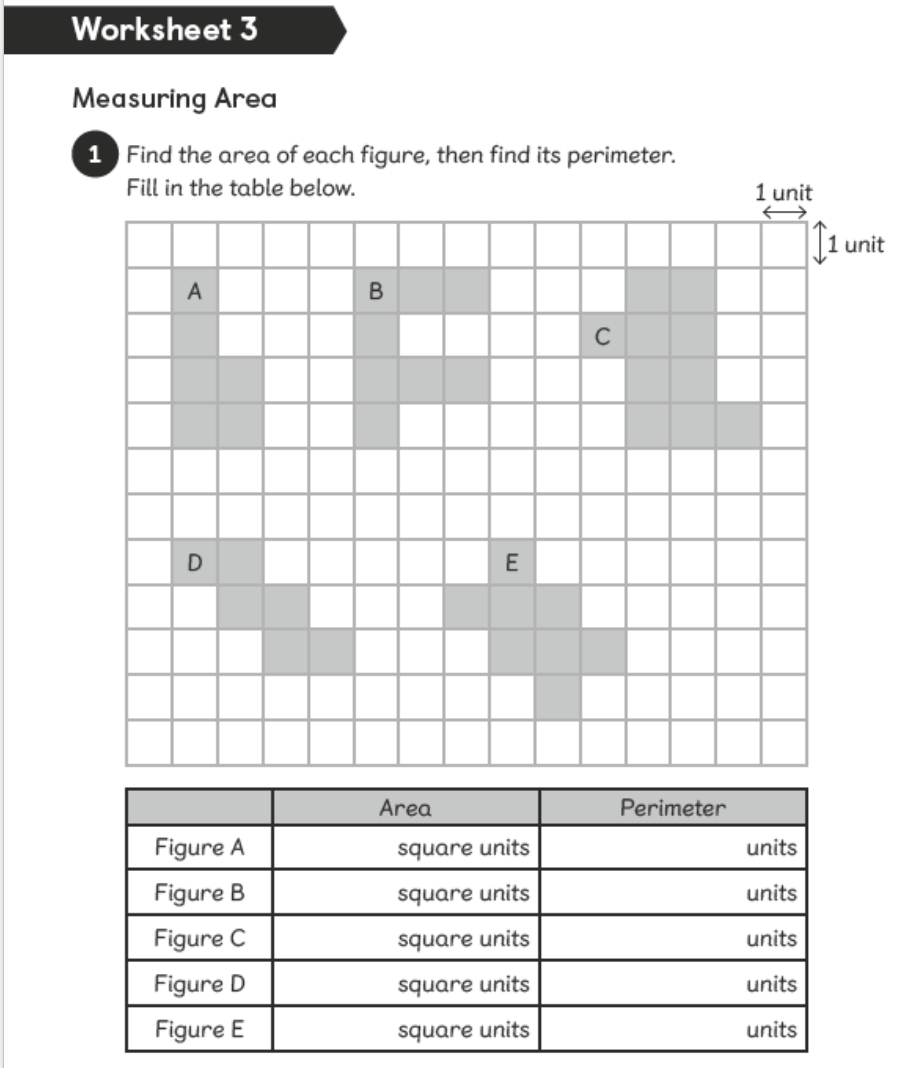 Worksheet 3
Measuring Area
1 Find the area of each figure, then find its perimeter.
Fill in the table below.
1 unit
1 unit
A B
C
D E
Area Perimeter
Figure A square units units
Figure B square units units
Figure C square units units
Figure D square units units
Figure E square units units